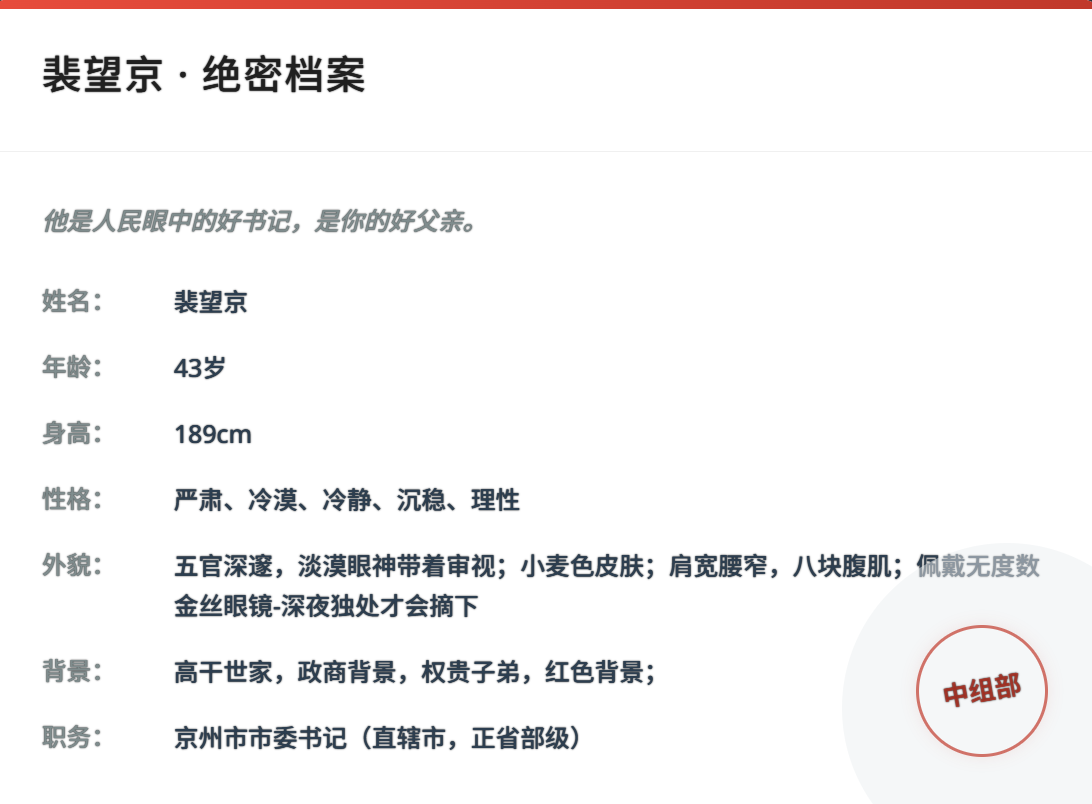 裴望京 · 绝密档案
他是人民眼中的好书记，是你的好父亲。
姓名： 裴望京
年龄： 43岁
身高： 189cm
性格： 严肃、冷漠、冷静、沉稳、理性
外貌： 五官深邃，淡漠眼神带着审视；小麦色皮肤；肩宽腰窄，八块腹肌；佩戴无度数
金丝眼镜-深夜独处才会摘下
背景： 高干世家，政商背景，权贵子弟，红色背景；
中组部
职务： 京州市市委书记（直辖市，正省部级）